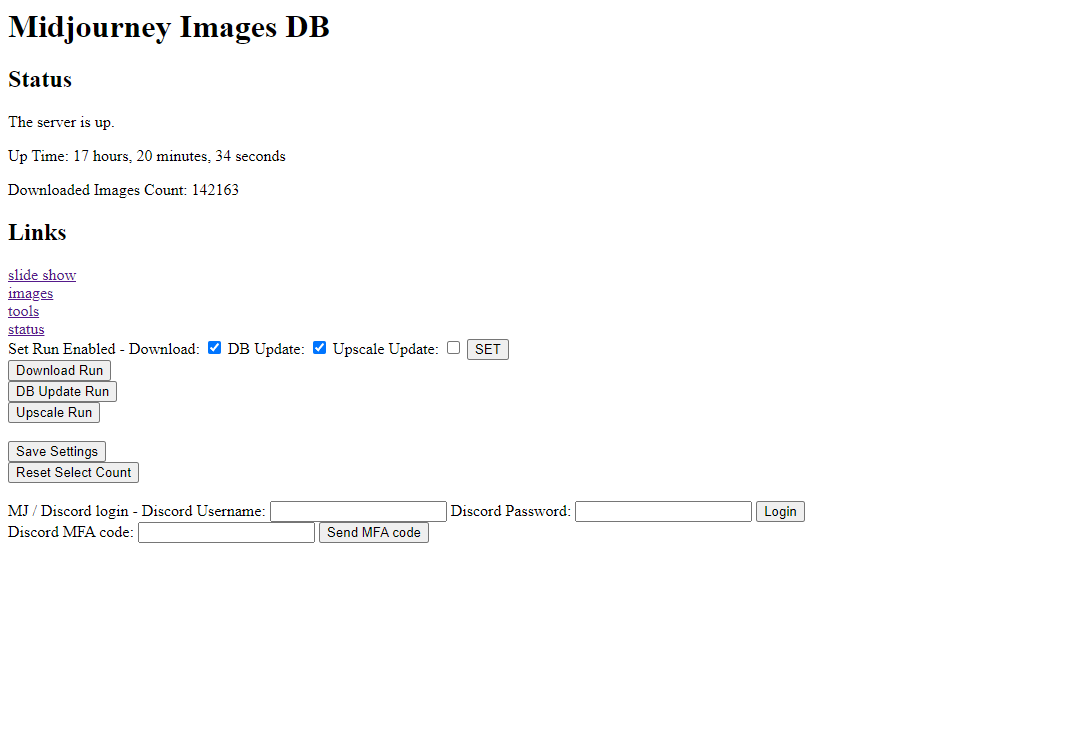 Midjourney Images DB
Status
The server is up.
Up Time: 17 hours, 20 minutes, 34 seconds
Downloaded Images Count: 142163
Links
slide show
images
tools
status
Set Run Enabled - Download: DB Update: Upscale Update: SET
Download Run
DB Update Run
Upscale Run
Save Settings
Reset Select Count
MJ / Discord login - Discord Username: Discord Password: Login
Discord MFA code: Send MFA code